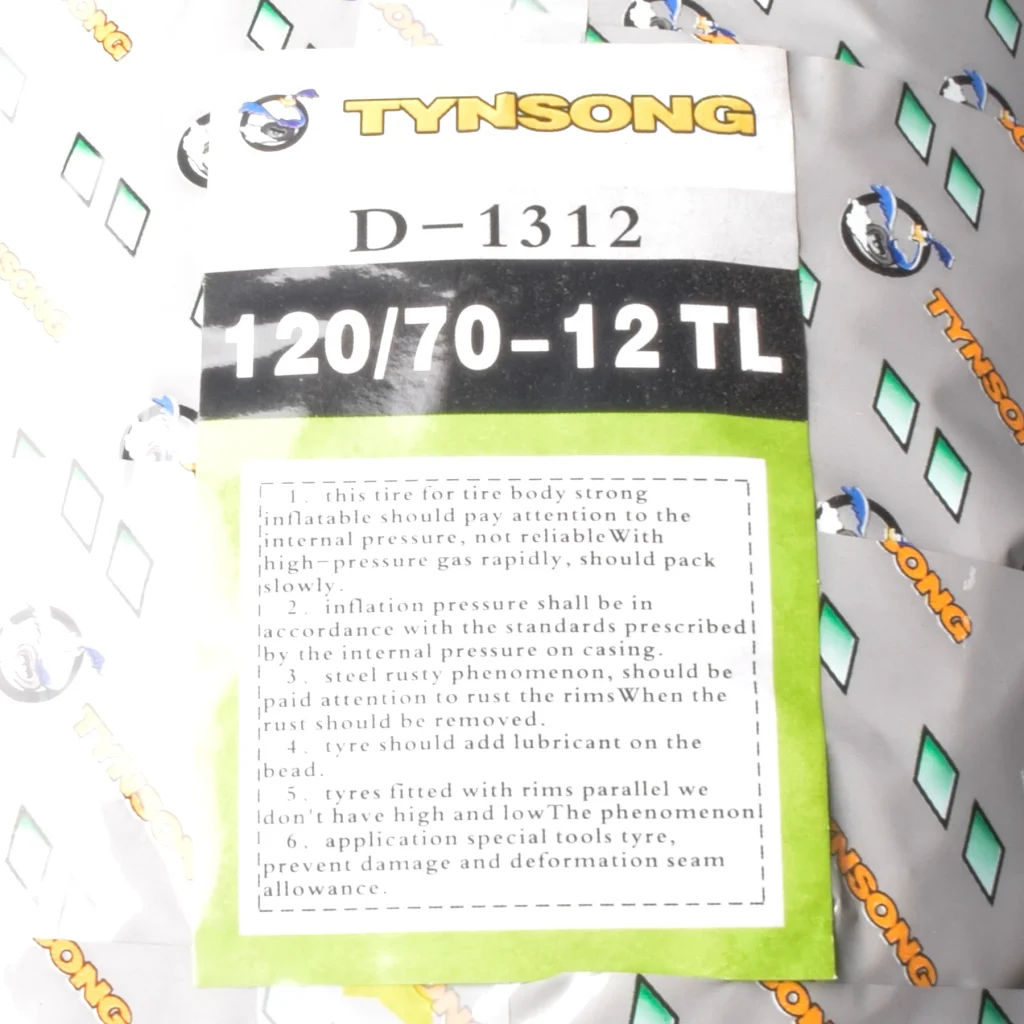 TYNSONG
D-1312
120/70-12 TL
1. this tire for tire body strong
inflatable should pay attention to the
internal pressure, not reliableWith
high-pressure gas rapidly, should pack
slowly.
2. inflation pressure shall be in
accordance with the standards prescribed
by the internal pressure on casing.
3. steel rusty phenomenon, should be
paid attention to rust the rimsWhen the
rust should be removed.
4. tyre should add lubricant on the
bead.
5. tyres fitted with rims parallel we
don't have high and lowThe phenomenon
6. application special tools tyre,
prevent damage and deformation seam
allowance.